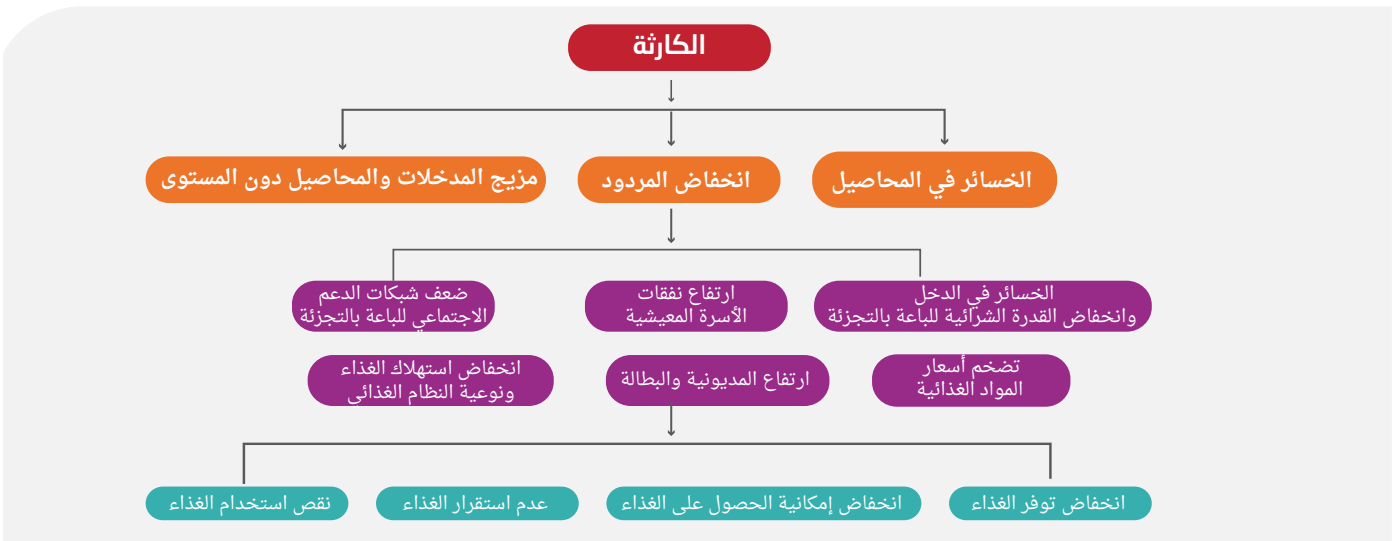 الكارثة
الخسائر في المحاصيل
انخفاض المردود
مزيج المدخلات والمحاصيل دون المستوى
الخسائر في الدخل
وانخفاض القدرة الشرائية للباعة بالتجزئة
ارتفاع نفقات
الأسرة المعيشية
ضعف شبكات الدعم
الاجتماعي للباعة بالتجزئة
تضخم أسعار
المواد الغذائية
ارتفاع المديونية والبطالة
انخفاض استهلاك الغذاء
ونوعية النظام الغذائي
انخفاض توفر الغذاء
انخفاض إمكانية الحصول على الغذاء
عدم استقرار الغذاء
نقص استخدام الغذاء